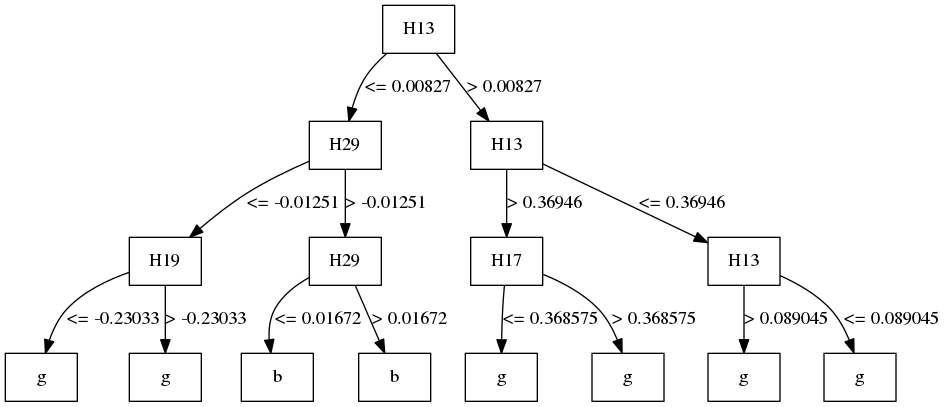 H13
<= 0.00827
> 0.00827
H29
H13
<= -0.01251
> -0.01251
> 0.36946
<= 0.36946
H19
H29
H17
H13
<= -0.23033
> -0.23033
<= 0.01672
> 0.01672
<= 0.368575
> 0.368575
> 0.089045
<= 0.089045
g
g
b
b
g
g
g
g